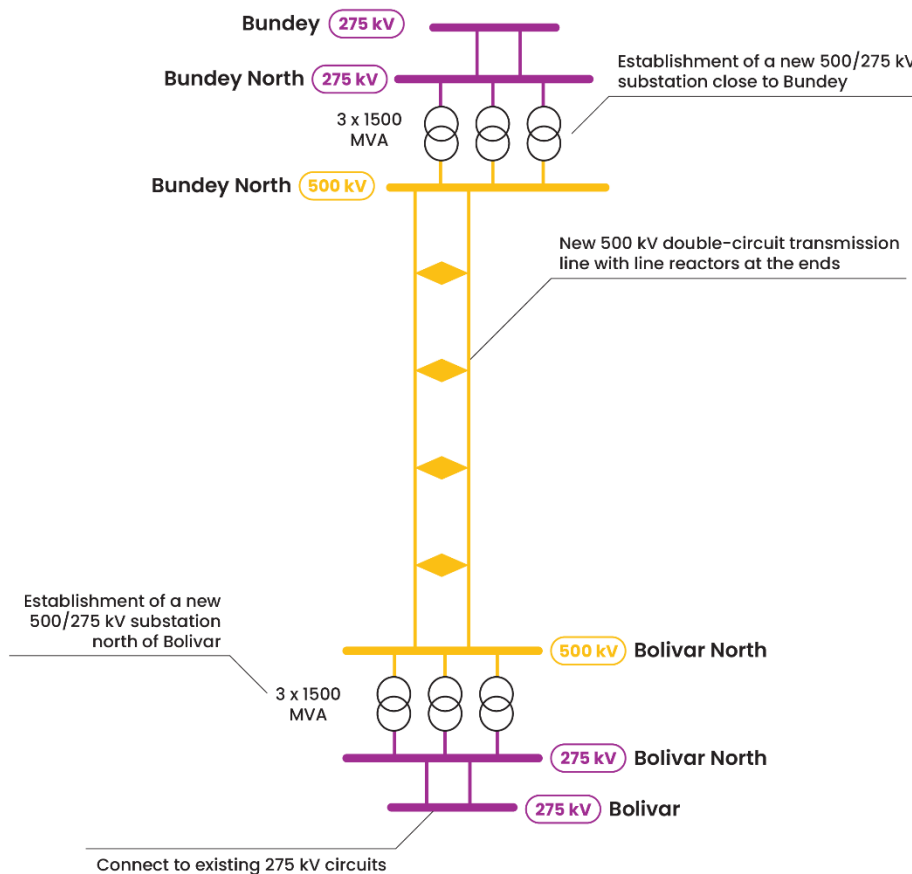 Bundey 275 kV
Establishment of a new 500/275 kV
substation close to Bundey
Bundey North 275 kV
3 x 1500
MVA
Bundey North 500 kV
New 500 kV double-circuit transmission
line with line reactors at the ends
Establishment of a new
500/275 kV substation
north of Bolivar
500 kV Bolivar North
3 x 1500
MVA
275 kV Bolivar North
275 kV Bolivar
Connect to existing 275 kV circuits